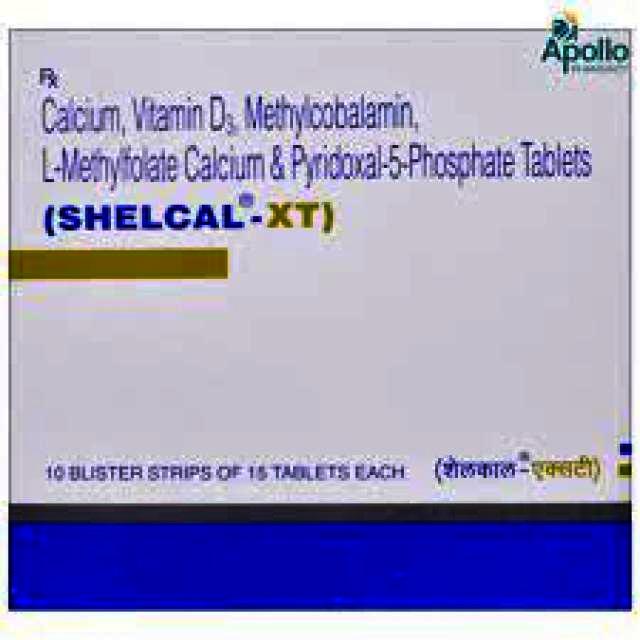 Apollo
Rx
Calcium, Vitamin D3, Methylcobalamin,
L-Methylfolate Calcium & Pyridoxal-5-Phosphate Tablets
(SHELCAL®-XT)
10 BLISTER STRIPS OF 15 TABLETS EACH
(शेलकाल®-एक्सटी)